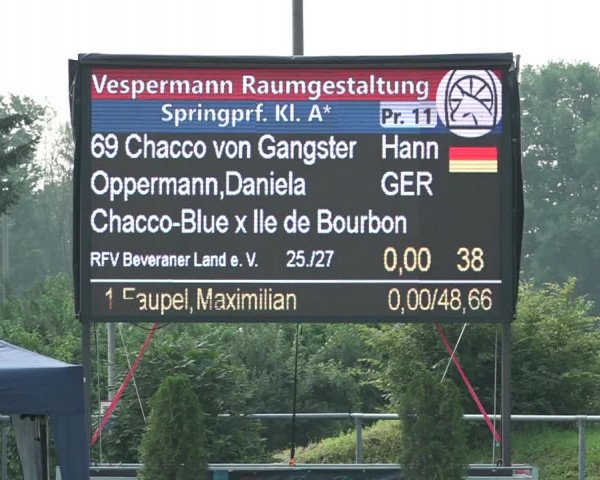 Vespermann Raumgestaltung
Springprf. Kl. A* Pr. 11
69 Chacco von Gangster Hann
Oppermann,Daniela GER
Chacco-Blue x Ile de Bourbon
RFV Beveraner Land e. V. 25./27 0,00 38
1 Faupel,Maximilian 0,00/48,66